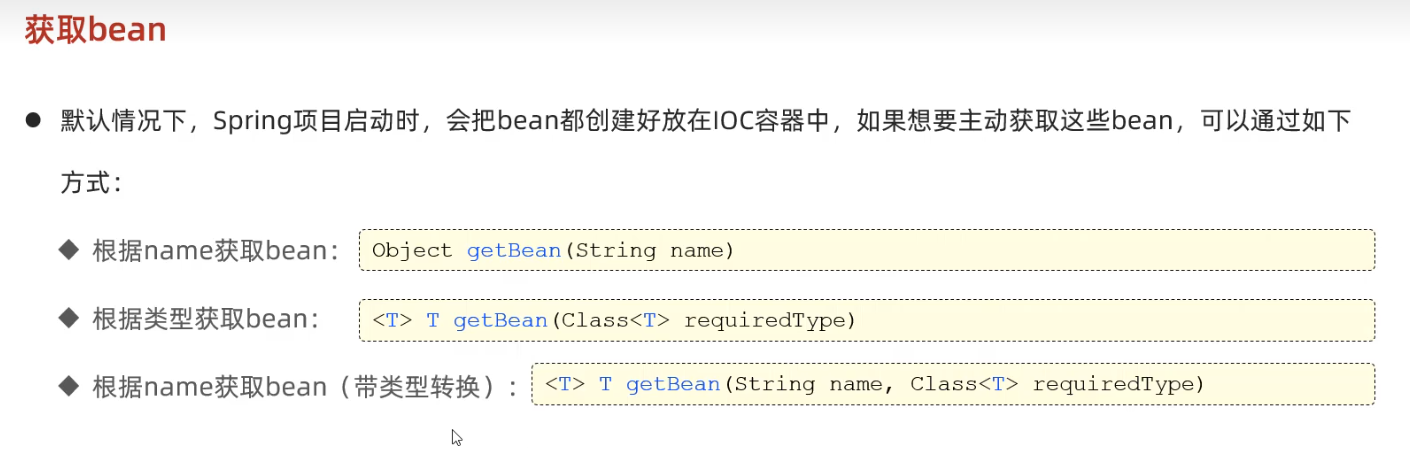 获取bean
● 默认情况下，Spring项目启动时，会把bean都创建好放在IOC容器中，如果想要主动获取这些bean，可以通过如下
方式：
◆ 根据name获取bean： Object getBean(String name)
◆ 根据类型获取bean： <T> T getBean(Class<T> requiredType)
◆ 根据name获取bean（带类型转换）： <T> T getBean(String name, Class<T> requiredType)